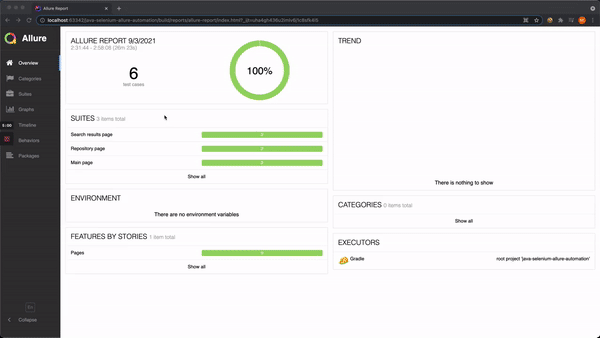 Allure Report
localhost:63342/java-selenium-allure-automation/build/reports/allure-report/index.html?
Allure
Overview
Categories
Suites
Graphs
Timeline
Behaviors
Packages
Collapse
ALLURE REPORT 9/3/2021
2:31:44 - 2:58:08 (26m 23s)
6
test cases
100%
SUITES 3 items total
Search results page
Repository page
Main page
Show all
ENVIRONMENT
There are no environment variables
FEATURES BY STORIES 1 item total
Pages
Show all
TREND
There is nothing to show
CATEGORIES 0 items total
Show all
EXECUTORS
Gradle root project 'java-selenium-allure-automation'